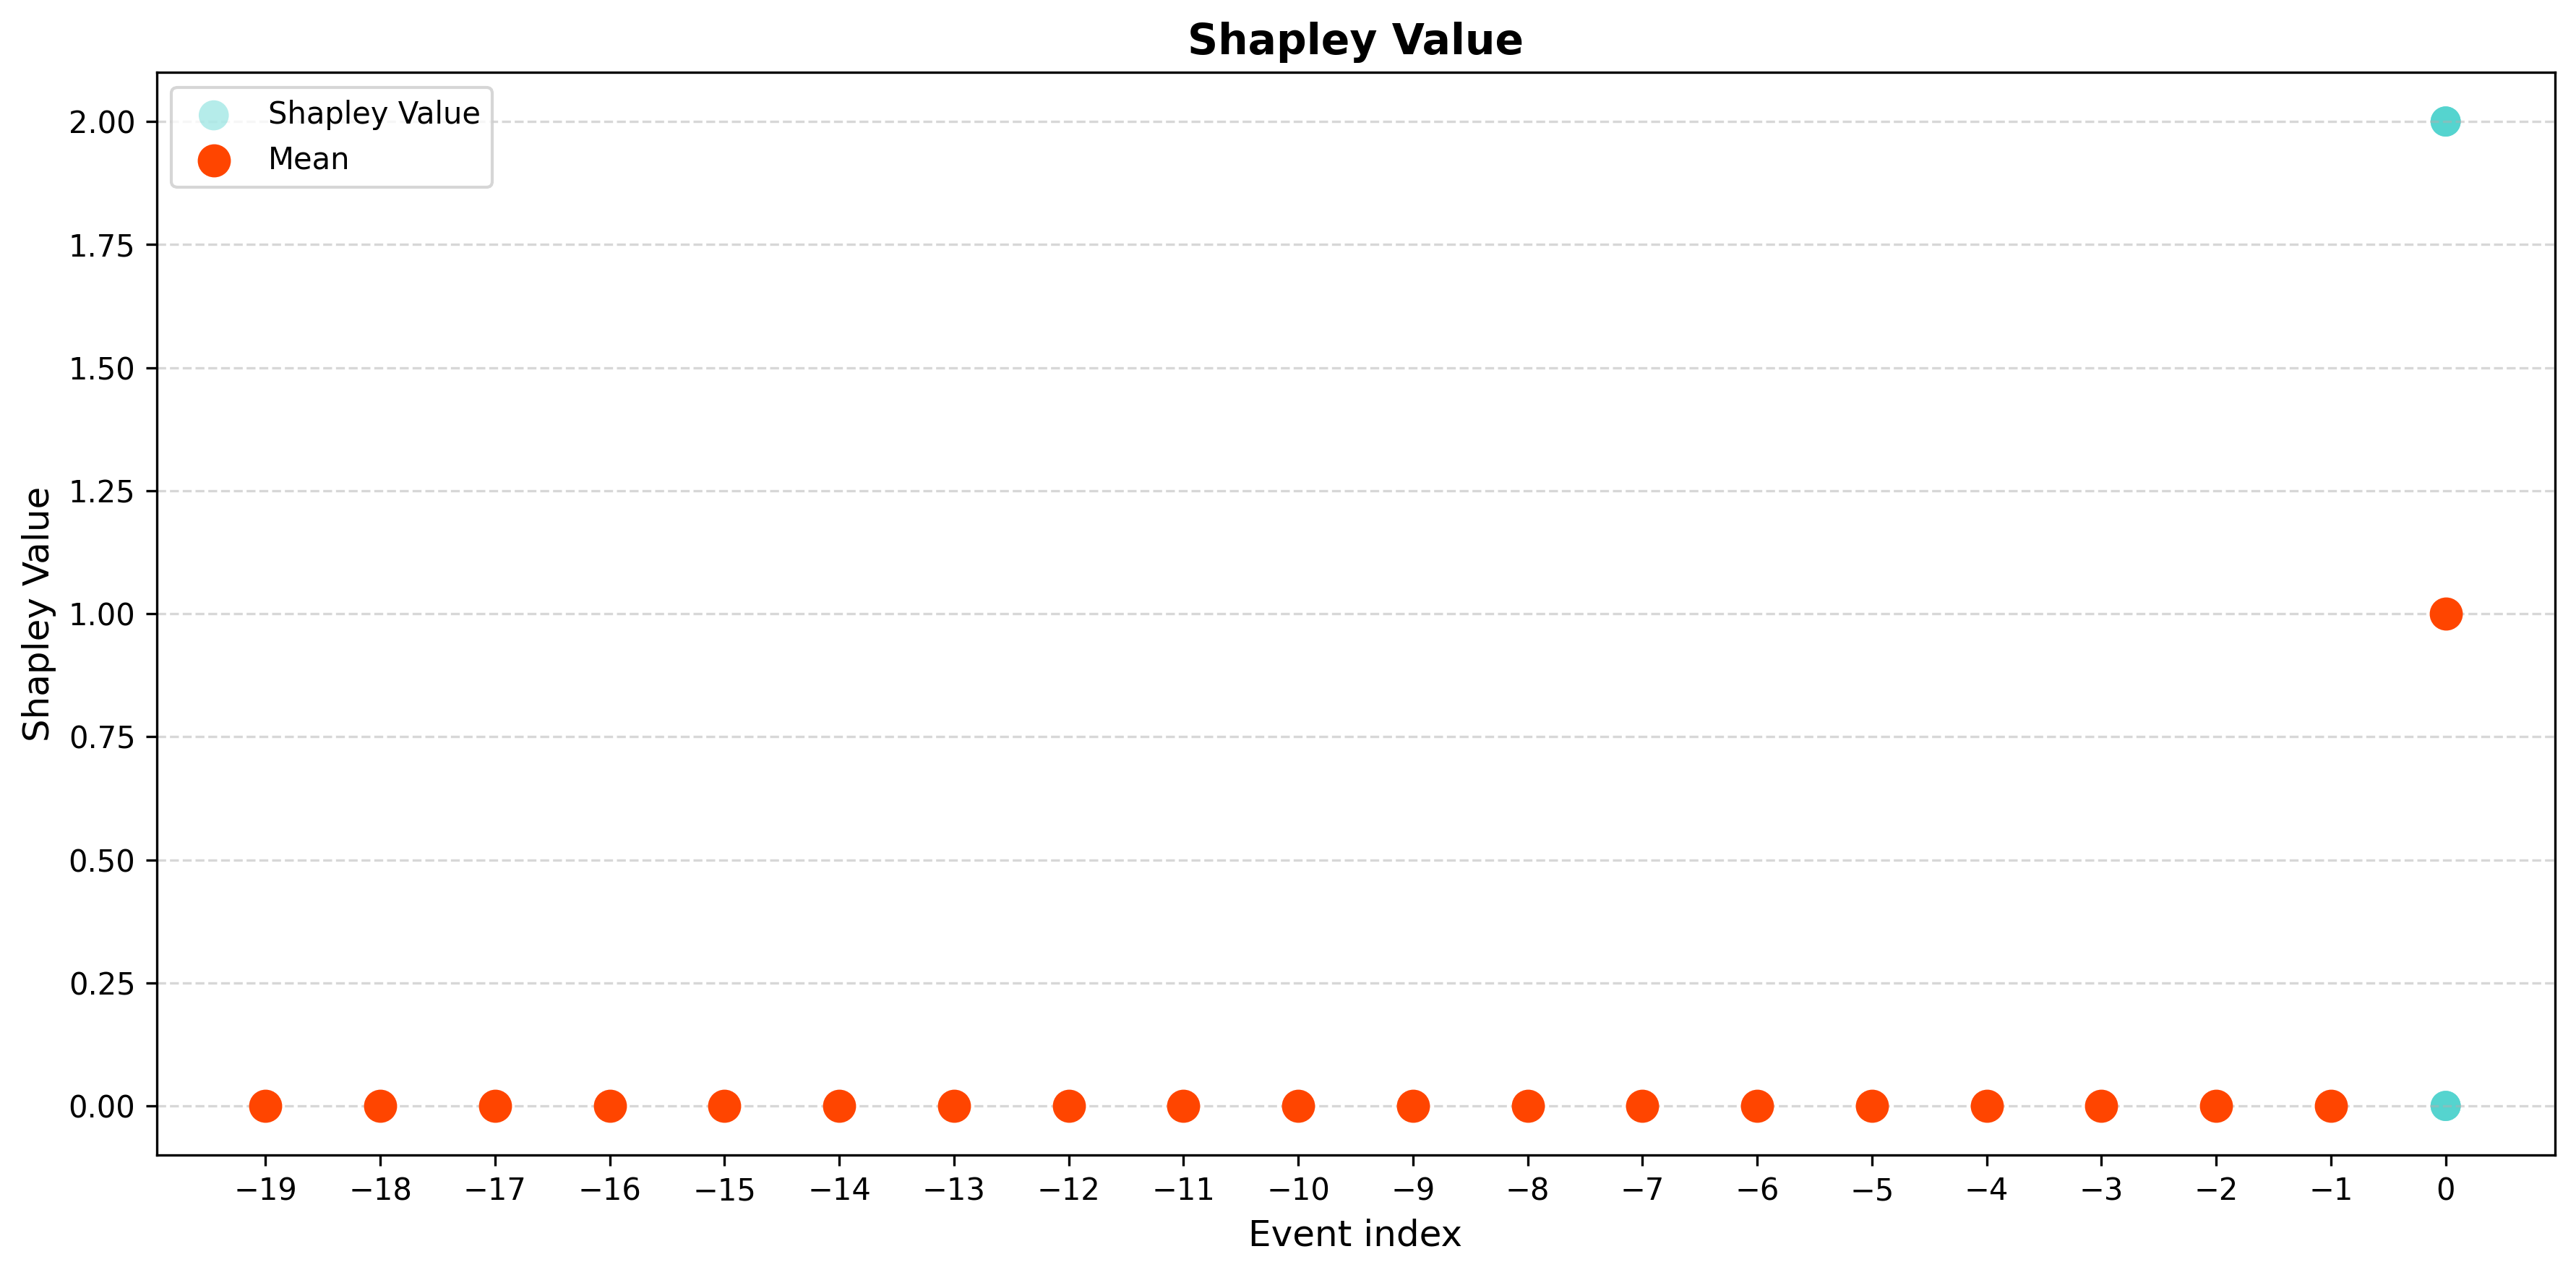 Shapley Value
Shapley Value
Mean
2.00
1.75
1.50
1.25
1.00
0.75
0.50
0.25
0.00
Shapley Value
−19 −18 −17 −16 −15 −14 −13 −12 −11 −10 −9 −8 −7 −6 −5 −4 −3 −2 −1 0
Event index